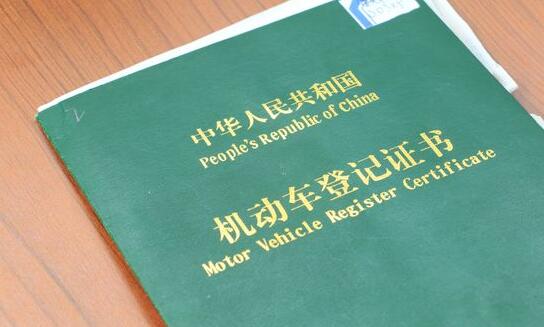 中华人民共和国
People's Republic of China
机动车登记证书
Motor Vehicle Register Certificate